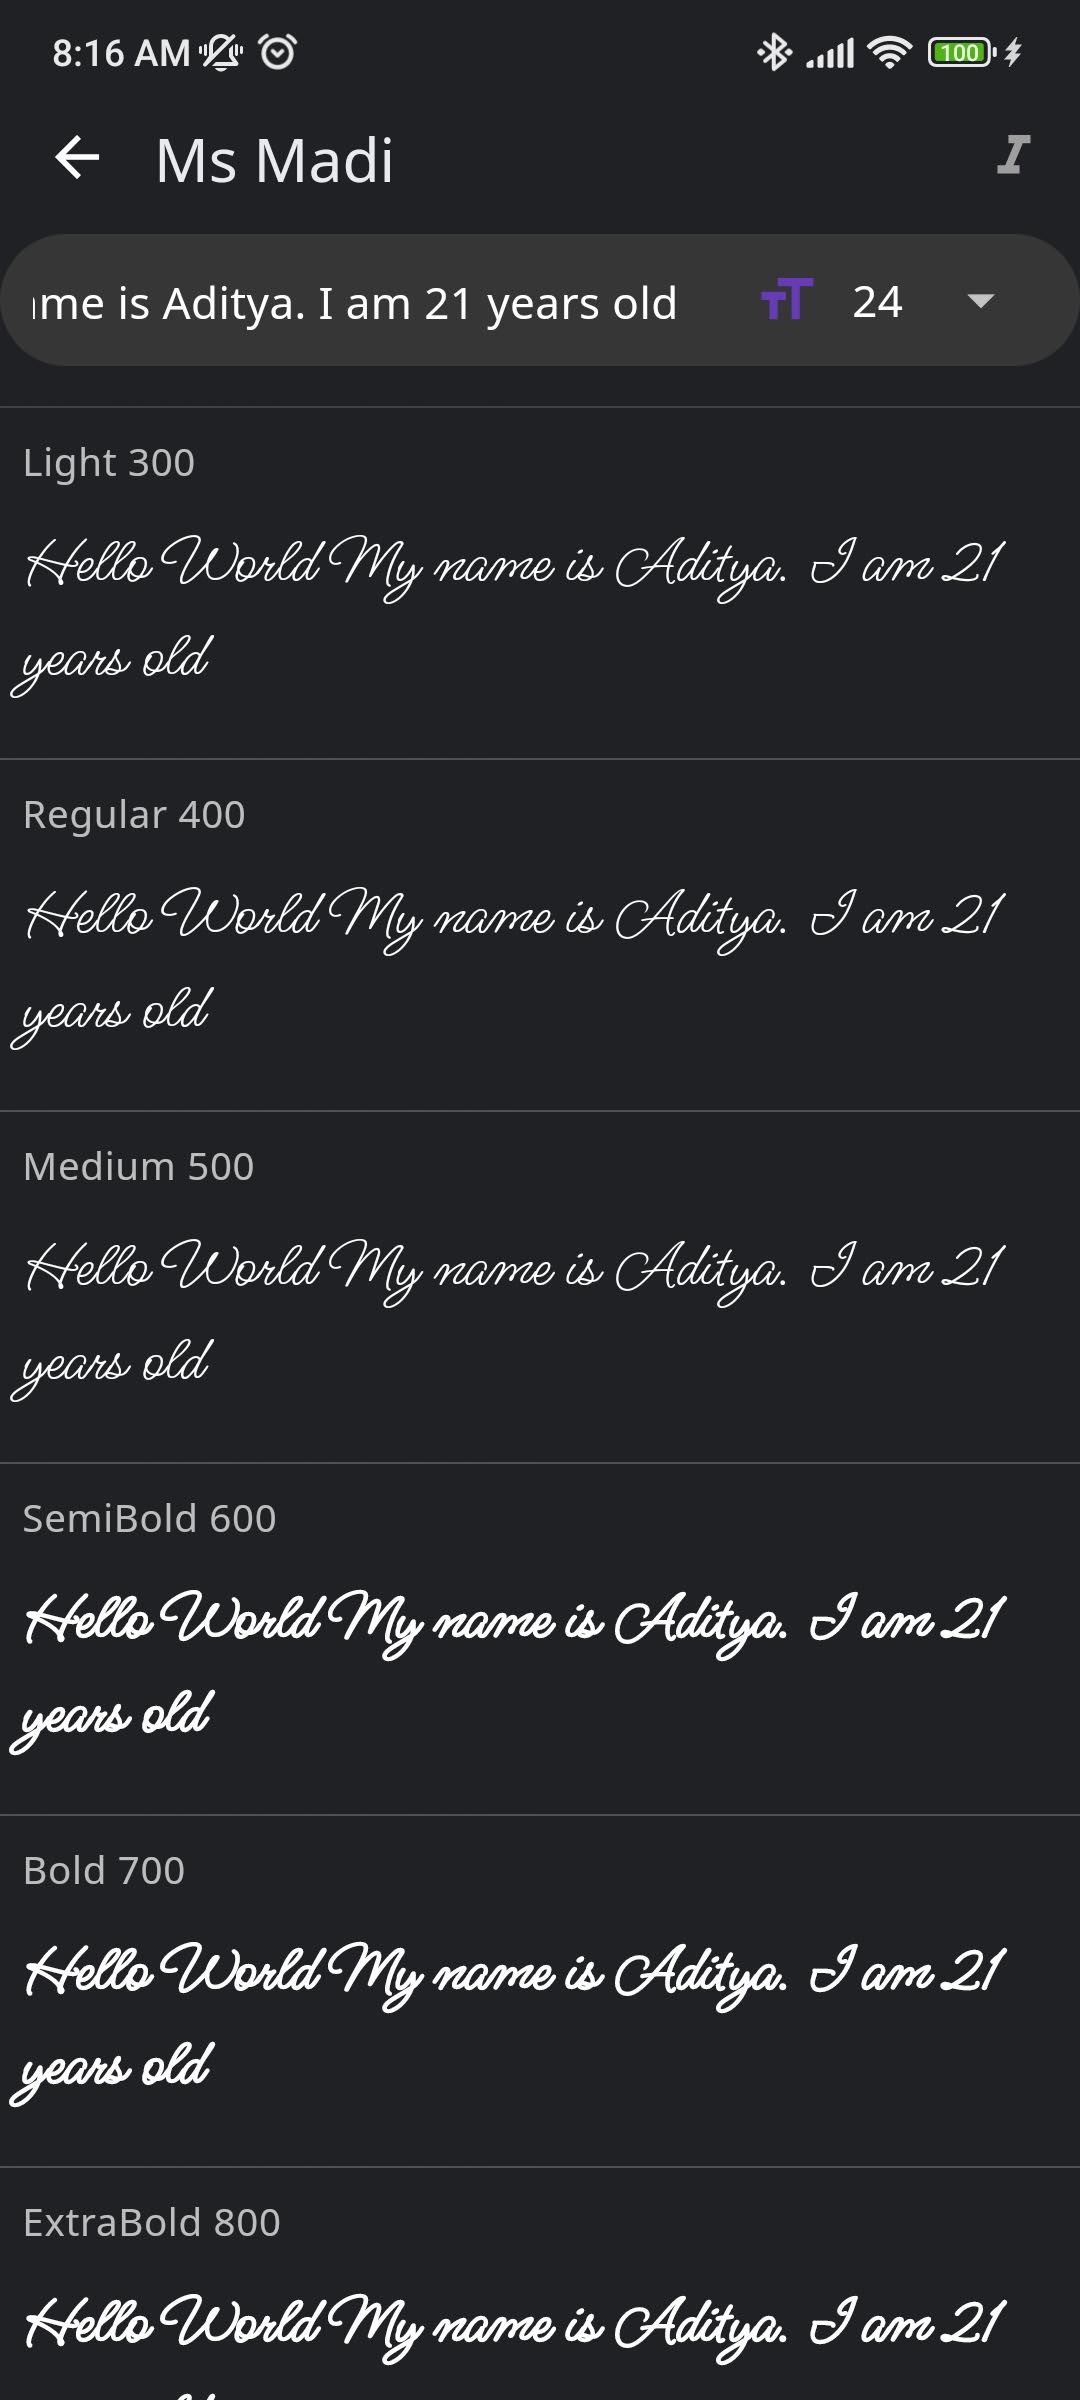 8:16 AM
100
Ms Madi
ame is Aditya. I am 21 years old
24
Light 300
Hello World My name is Aditya. I am 21
years old
Regular 400
Hello World My name is Aditya. I am 21
years old
Medium 500
Hello World My name is Aditya. I am 21
years old
SemiBold 600
Hello World My name is Aditya. I am 21
years old
Bold 700
Hello World My name is Aditya. I am 21
years old
ExtraBold 800
Hello World My name is Aditya. I am 21